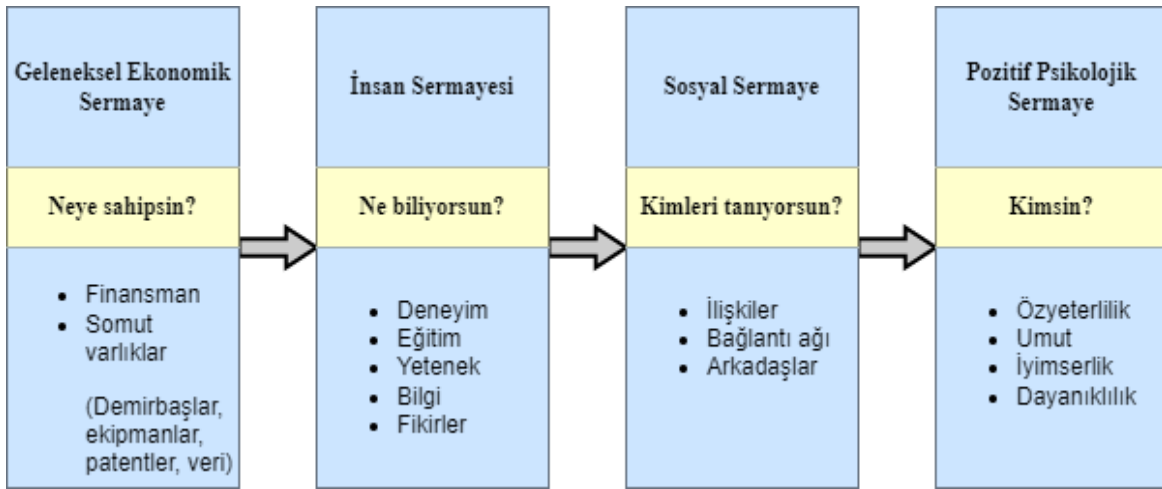 Geleneksel Ekonomik
Sermaye
Neye sahipsin?
• Finansman
• Somut
varlıklar
(Demirbaşlar,
ekipmanlar,
patentler, veri)
İnsan Sermayesi
Ne biliyorsun?
• Deneyim
• Eğitim
• Yetenek
• Bilgi
• Fikirler
Sosyal Sermaye
Kimleri tanıyorsun?
• İlişkiler
• Bağlantı ağı
• Arkadaşlar
Pozitif Psikolojik
Sermaye
Kimsin?
• Özyeterlilik
• Umut
• İyimserlik
• Dayanıklılık